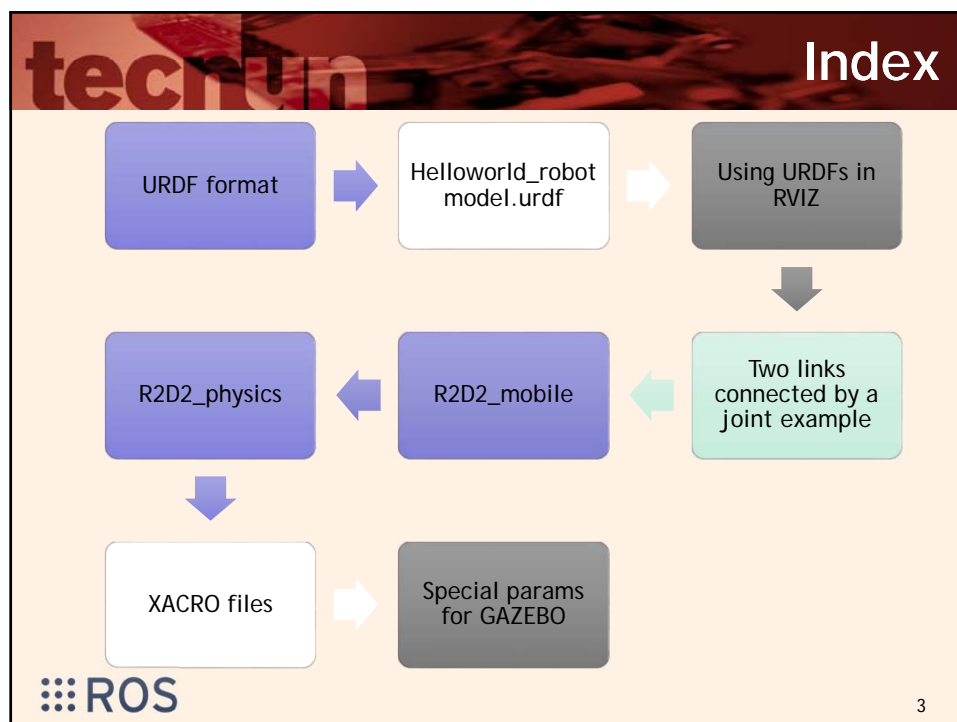 tecnun
Index
URDF format
Helloworld_robot
model.urdf
Using URDFs in
RVIZ
Two links
connected by a
joint example
R2D2_mobile
R2D2_physics
XACRO files
Special params
for GAZEBO
ROS
3